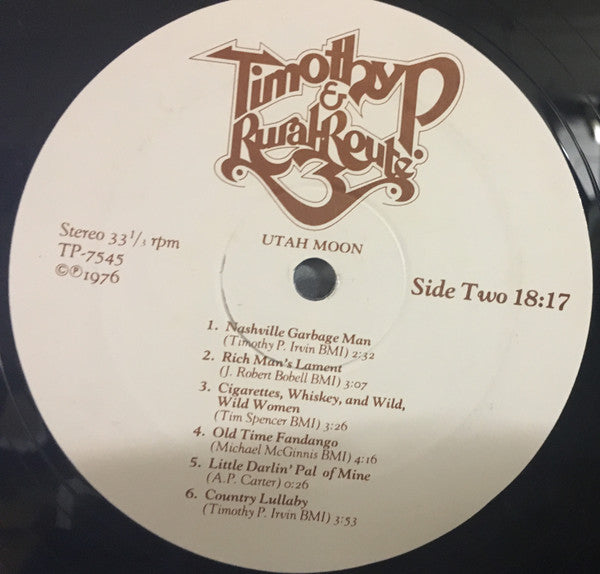 Timothy P
&
Rural Route
3
UTAH MOON
Stereo 33 1/3 rpm
TP-7545
©℗1976
Side Two 18:17
1. Nashville Garbage Man
(Timothy P. Irvin BMI) 2:32
2. Rich Man's Lament
(J. Robert Bobell BMI) 3:07
3. Cigarettes, Whiskey, and Wild,
Wild Women
(Tim Spencer BMI) 3:26
4. Old Time Fandango
(Michael McGinnis BMI) 4:16
5. Little Darlin' Pal of Mine
(A.P. Carter) 0:26
6. Country Lullaby
(Timothy P. Irvin BMI) 3:53